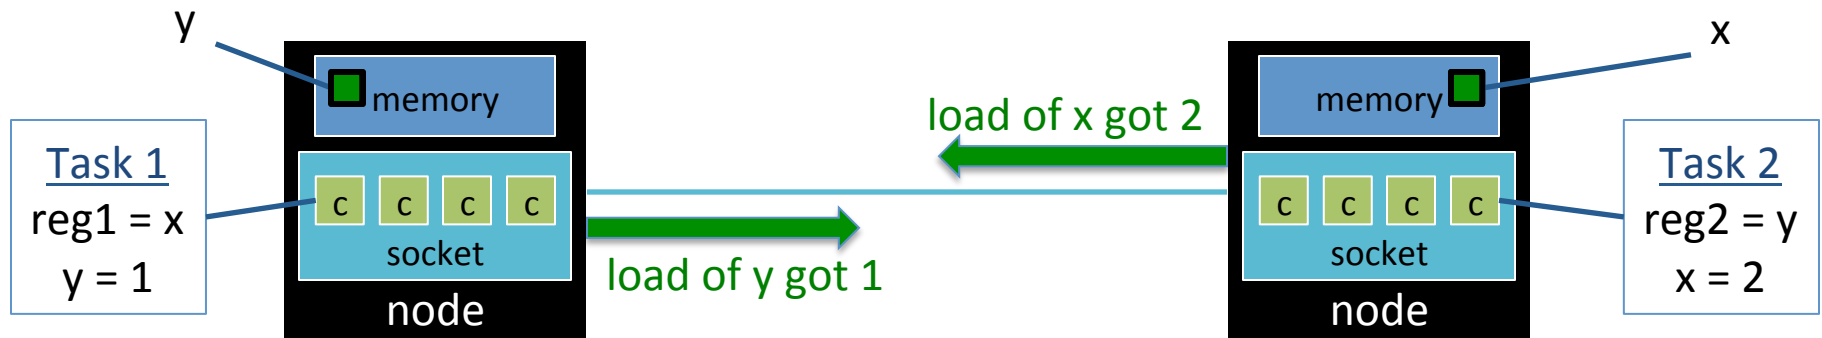 y
x
memory
memory
load of x got 2
Task 1
reg1 = x
y = 1
Task 2
reg2 = y
x = 2
c c c c
c c c c
socket
socket
load of y got 1
node
node